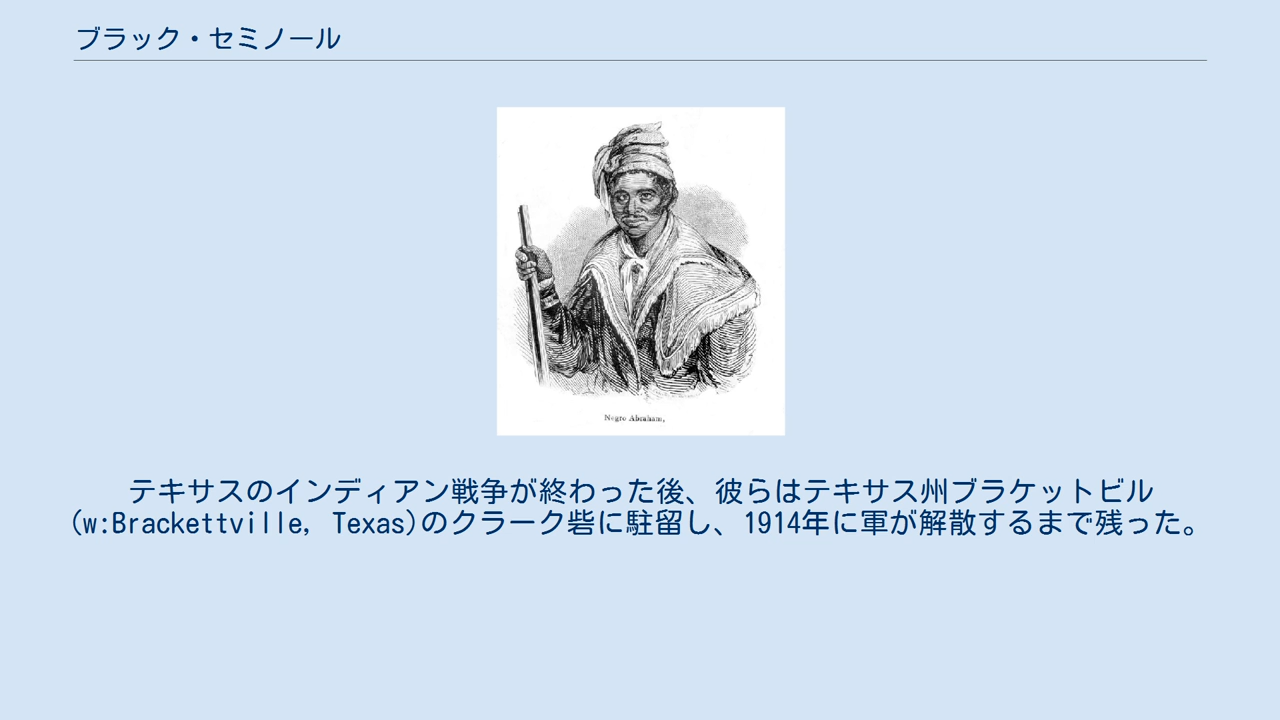 ブラック・セミノール
Negro Abraham,
テキサスのインディアン戦争が終わった後、彼らはテキサス州ブラケットビル
(w:Brackettville, Texas)のクラーク砦に駐留し、1914年に軍が解散するまで残った。